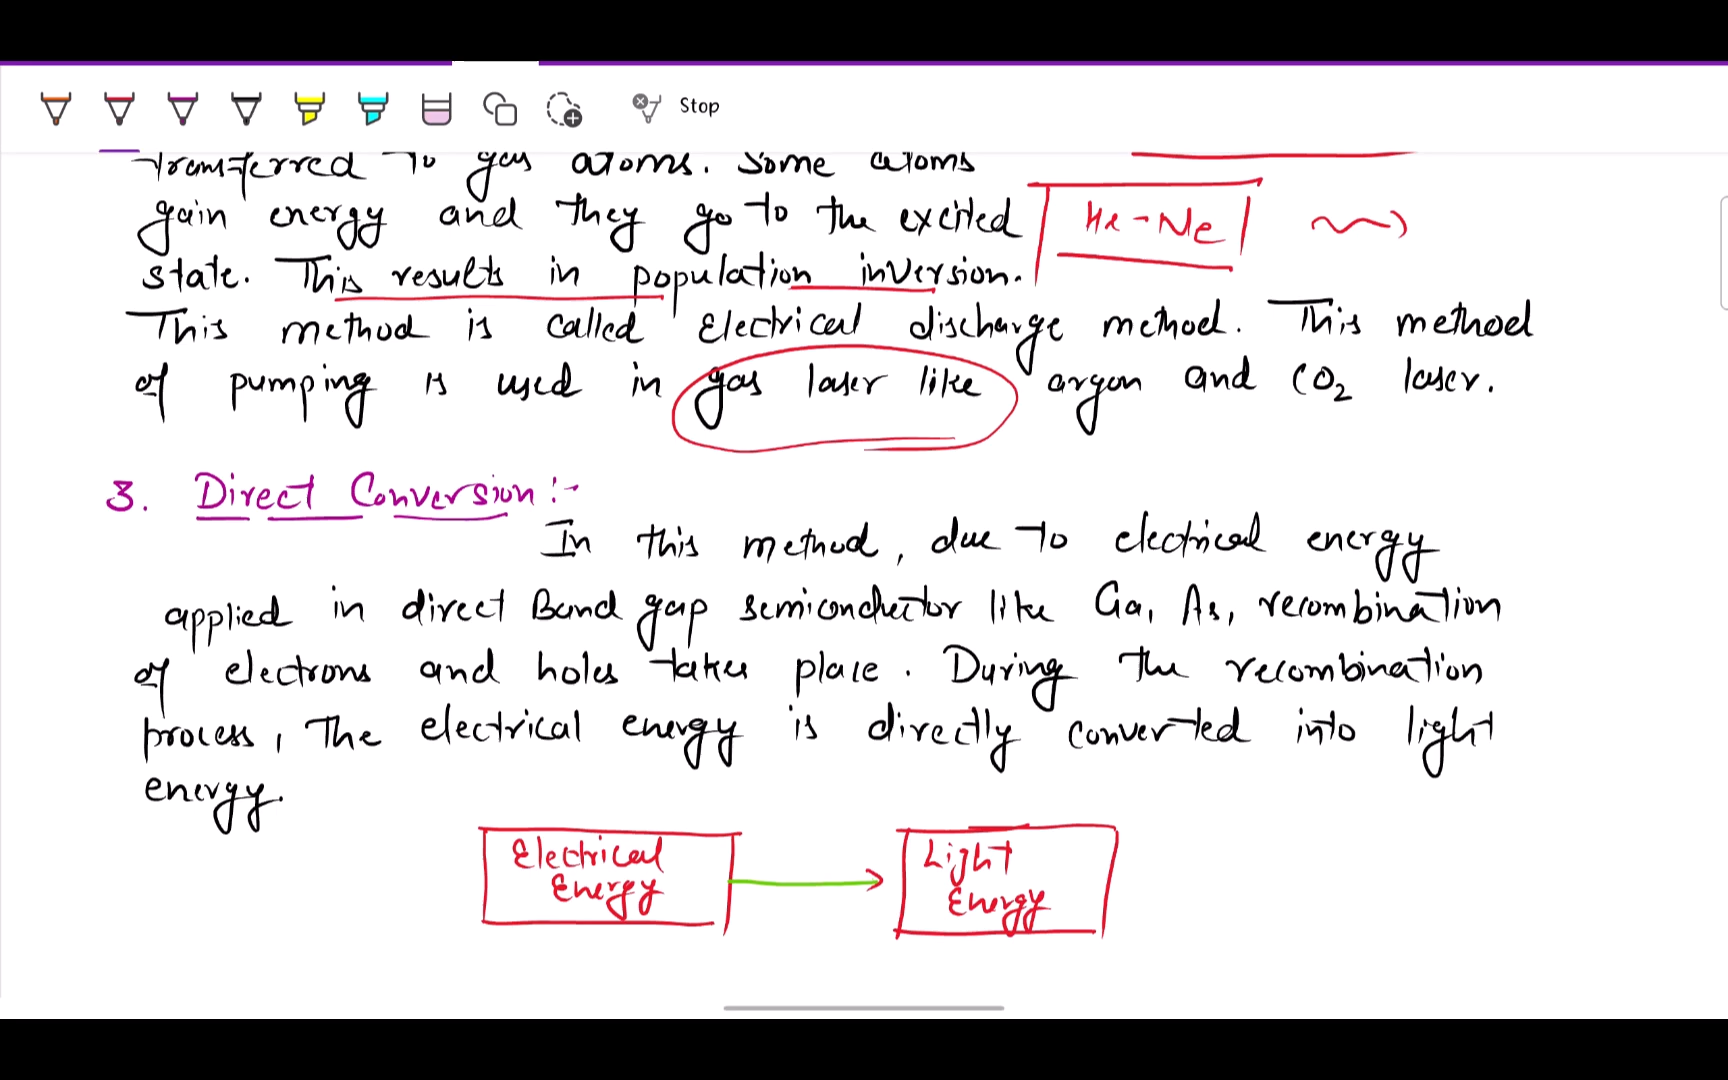 Stop
transferred to gas atoms. Some atoms
gain energy and they go to the excited
He-Ne
state. This results in population inversion.
This method is called Electrical discharge method. This method
of pumping is used in gas laser like argon and CO2 laser.
3. Direct Conversion :-
In this method, due to electrical energy
applied in direct Band gap semiconductor like Ga, As, recombination
of electrons and holes takes place. During the recombination
process, The electrical energy is directly converted into light
energy.
Electrical
Energy
Light
Energy